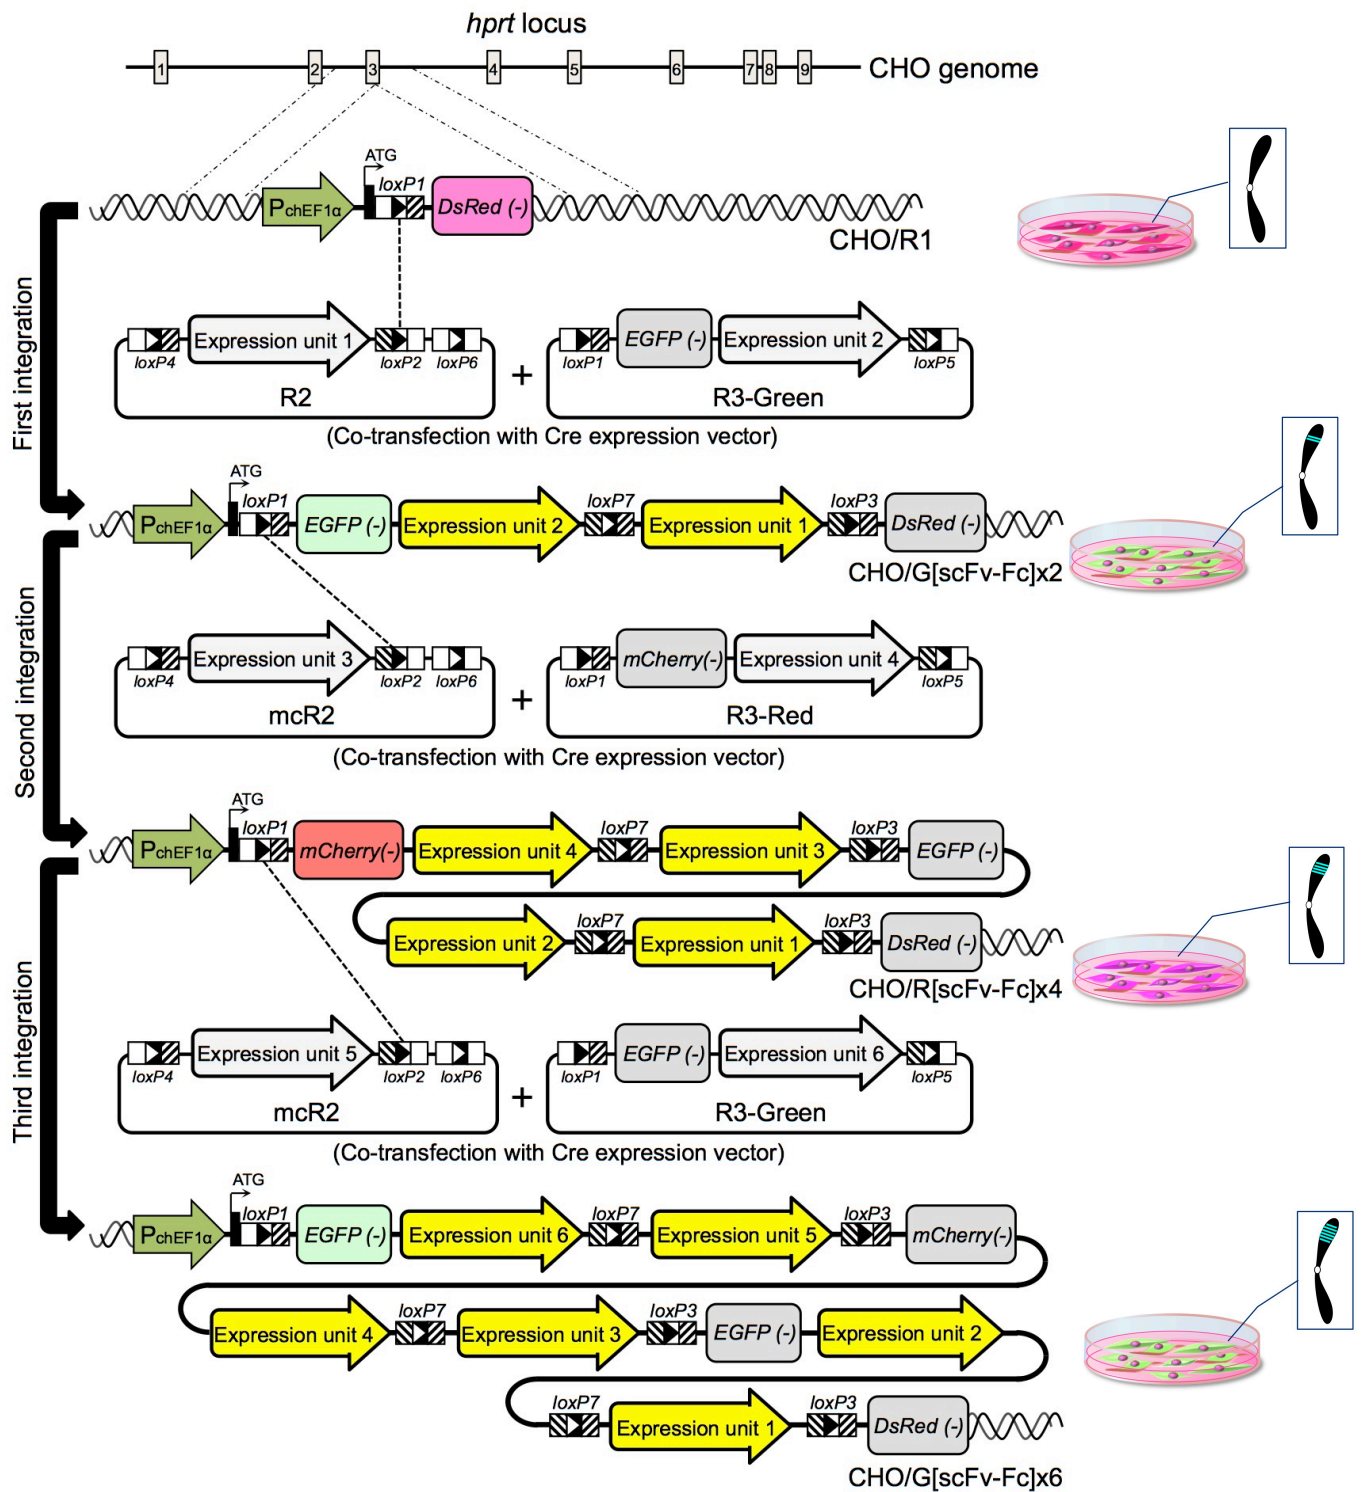 hprt locus
1 2 3 4 5 6 7 8 9 CHO genome
ATG
PchEF1α loxP1 DsRed (-)
CHO/R1
First integration
Expression unit 1 EGFP (-) Expression unit 2
loxP4 loxP2 loxP6 + loxP1 loxP5
R2 R3-Green
(Co-transfection with Cre expression vector)
ATG
loxP1 loxP7 loxP3
PchEF1α EGFP (-) Expression unit 2 Expression unit 1 DsRed (-)
CHO/G[scFv-Fc]x2
Second integration
Expression unit 3 mCherry(-) Expression unit 4
loxP4 loxP2 loxP6 + loxP1 loxP5
mcR2 R3-Red
(Co-transfection with Cre expression vector)
ATG
loxP1 loxP7 loxP3
PchEF1α mCherry(-) Expression unit 4 Expression unit 3 EGFP (-)
loxP7 loxP3
Expression unit 2 Expression unit 1 DsRed (-)
CHO/R[scFv-Fc]x4
Third integration
Expression unit 5 EGFP (-) Expression unit 6
loxP4 loxP2 loxP6 + loxP1 loxP5
mcR2 R3-Green
(Co-transfection with Cre expression vector)
ATG
loxP1 loxP7 loxP3
PchEF1α EGFP (-) Expression unit 6 Expression unit 5 mCherry(-)
loxP7 loxP3
Expression unit 4 Expression unit 3 EGFP (-) Expression unit 2
loxP7 loxP3
Expression unit 1 DsRed (-)
CHO/G[scFv-Fc]x6